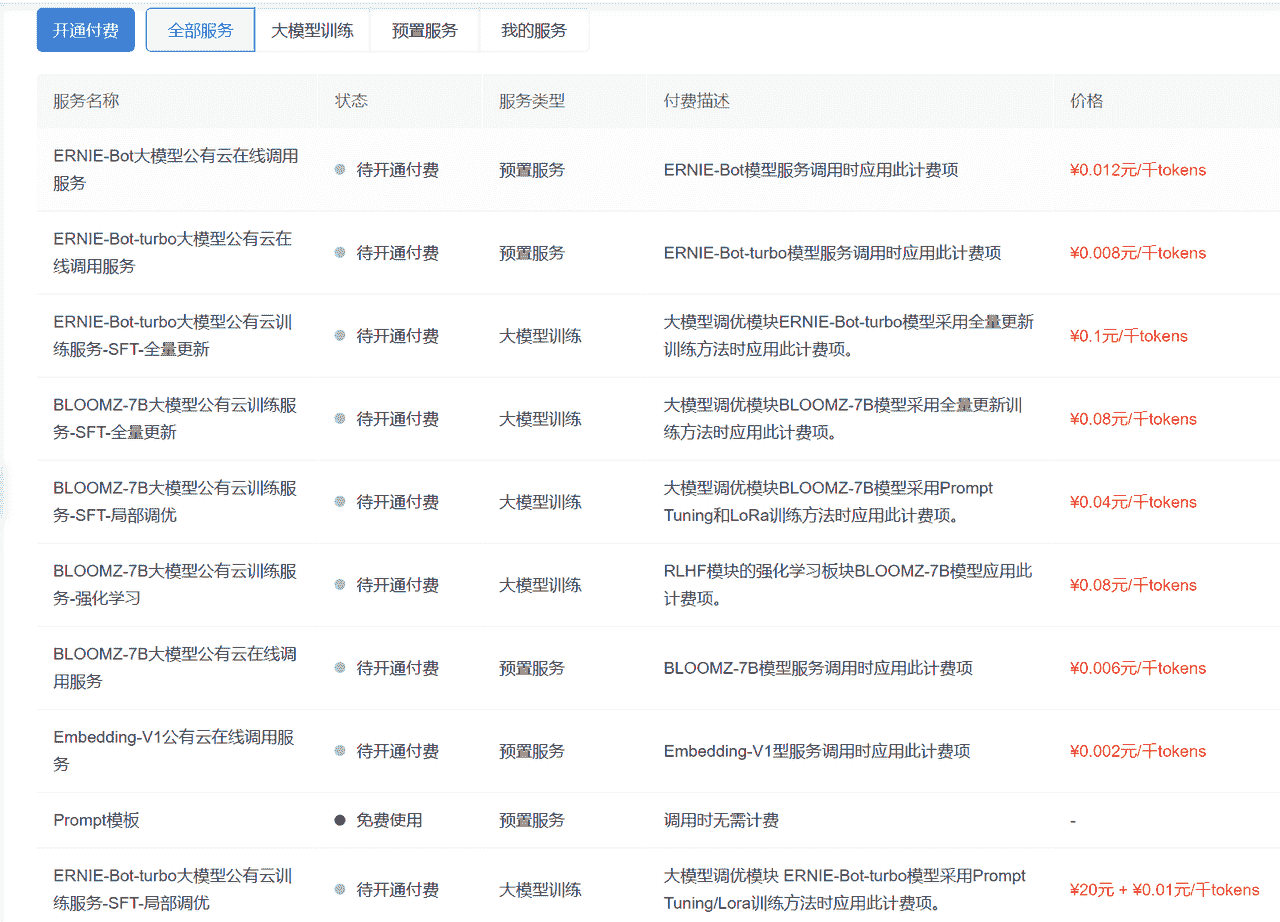 开通付费 全部服务 大模型训练 预置服务 我的服务
服务名称 状态 服务类型 付费描述 价格
ERNIE-Bot大模型公有云在线调用
服务
待开通付费 预置服务 ERNIE-Bot模型服务调用时应用此计费项 ¥0.012元/千tokens
ERNIE-Bot-turbo大模型公有云在
线调用服务
待开通付费 预置服务 ERNIE-Bot-turbo模型服务调用时应用此计费项 ¥0.008元/千tokens
ERNIE-Bot-turbo大模型公有云训
练服务-SFT-全量更新
待开通付费 大模型训练
大模型调优模块ERNIE-Bot-turbo模型采用全量更新
训练方法时应用此计费项。
¥0.1元/千tokens
BLOOMZ-7B大模型公有云训练服
务-SFT-全量更新
待开通付费 大模型训练
大模型调优模块BLOOMZ-7B模型采用全量更新训
练方法时应用此计费项。
¥0.08元/千tokens
BLOOMZ-7B大模型公有云训练服
务-SFT-局部调优
待开通付费 大模型训练
大模型调优模块BLOOMZ-7B模型采用Prompt
Tuning和LoRa训练方法时应用此计费项。
¥0.04元/千tokens
BLOOMZ-7B大模型公有云训练服
务-强化学习
待开通付费 大模型训练
RLHF模块的强化学习板块BLOOMZ-7B模型应用此
计费项。
¥0.08元/千tokens
BLOOMZ-7B大模型公有云在线调
用服务
待开通付费 预置服务 BLOOMZ-7B模型服务调用时应用此计费项 ¥0.006元/千tokens
Embedding-V1公有云在线调用服
务
待开通付费 预置服务 Embedding-V1型服务调用时应用此计费项 ¥0.002元/千tokens
Prompt模板 免费使用 预置服务 调用时无需计费 -
ERNIE-Bot-turbo大模型公有云训
练服务-SFT-局部调优
待开通付费 大模型训练
大模型调优模块 ERNIE-Bot-turbo模型采用Prompt
Tuning/Lora训练方法时应用此计费项。
¥20元 + ¥0.01元/千tokens